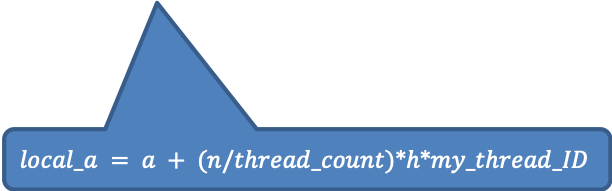 local_a = a + (n/thread_count)*h*my_thread_ID